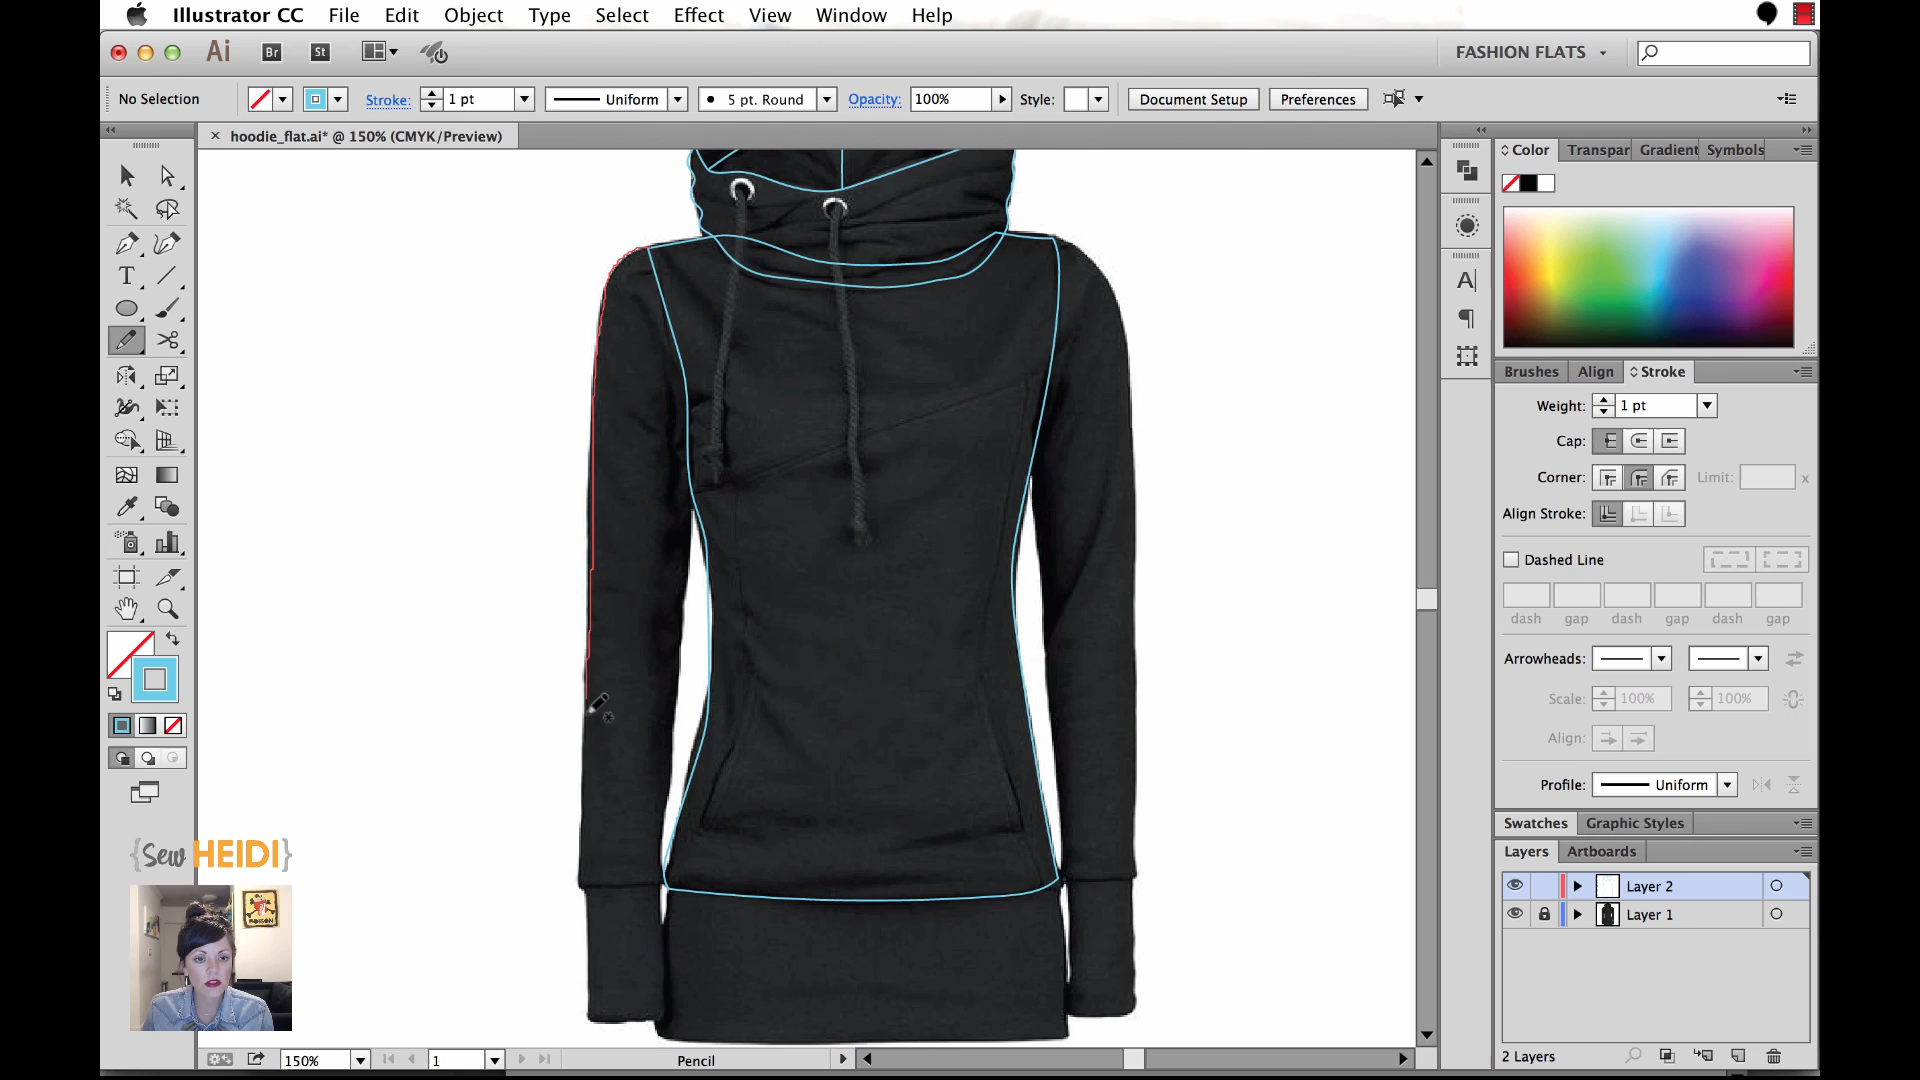 Illustrator CC File Edit Object Type Select Effect View Window Help
Ai Br St FASHION FLATS
No Selection Stroke: 1 pt Uniform 5 pt. Round Opacity: 100% Style: Document Setup Preferences
× hoodie_flat.ai* @ 150% (CMYK/Preview)
Color Transpar Gradient Symbols
Brushes Align Stroke
Weight: 1 pt
Cap:
Corner: Limit: x
Align Stroke:
Dashed Line
dash gap dash gap dash gap
Arrowheads:
Scale: 100% 100%
Align:
Profile: Uniform
Swatches Graphic Styles
Layers Artboards
Layer 2
Layer 1
2 Layers
{Sew HEIDI}
POISON
150% 1 Pencil